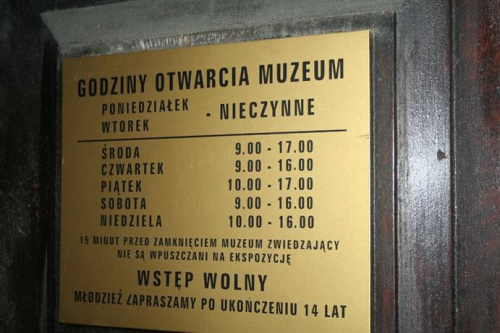 GODZINY OTWARCIA MUZEUM
PONIEDZIAŁEK
WTOREK - NIECZYNNE
ŚRODA 9.00 - 17.00
CZWARTEK 9.00 - 16.00
PIĄTEK 10.00 - 17.00
SOBOTA 9.00 - 16.00
NIEDZIELA 10.00 - 16.00
15 MINUT PRZED ZAMKNIĘCIEM MUZEUM ZWIEDZAJĄCY
NIE SĄ WPUSZCZANI NA EKSPOZYCJĘ
WSTĘP WOLNY
MŁODZIEŻ ZAPRASZAMY PO UKOŃCZENIU 14 LAT